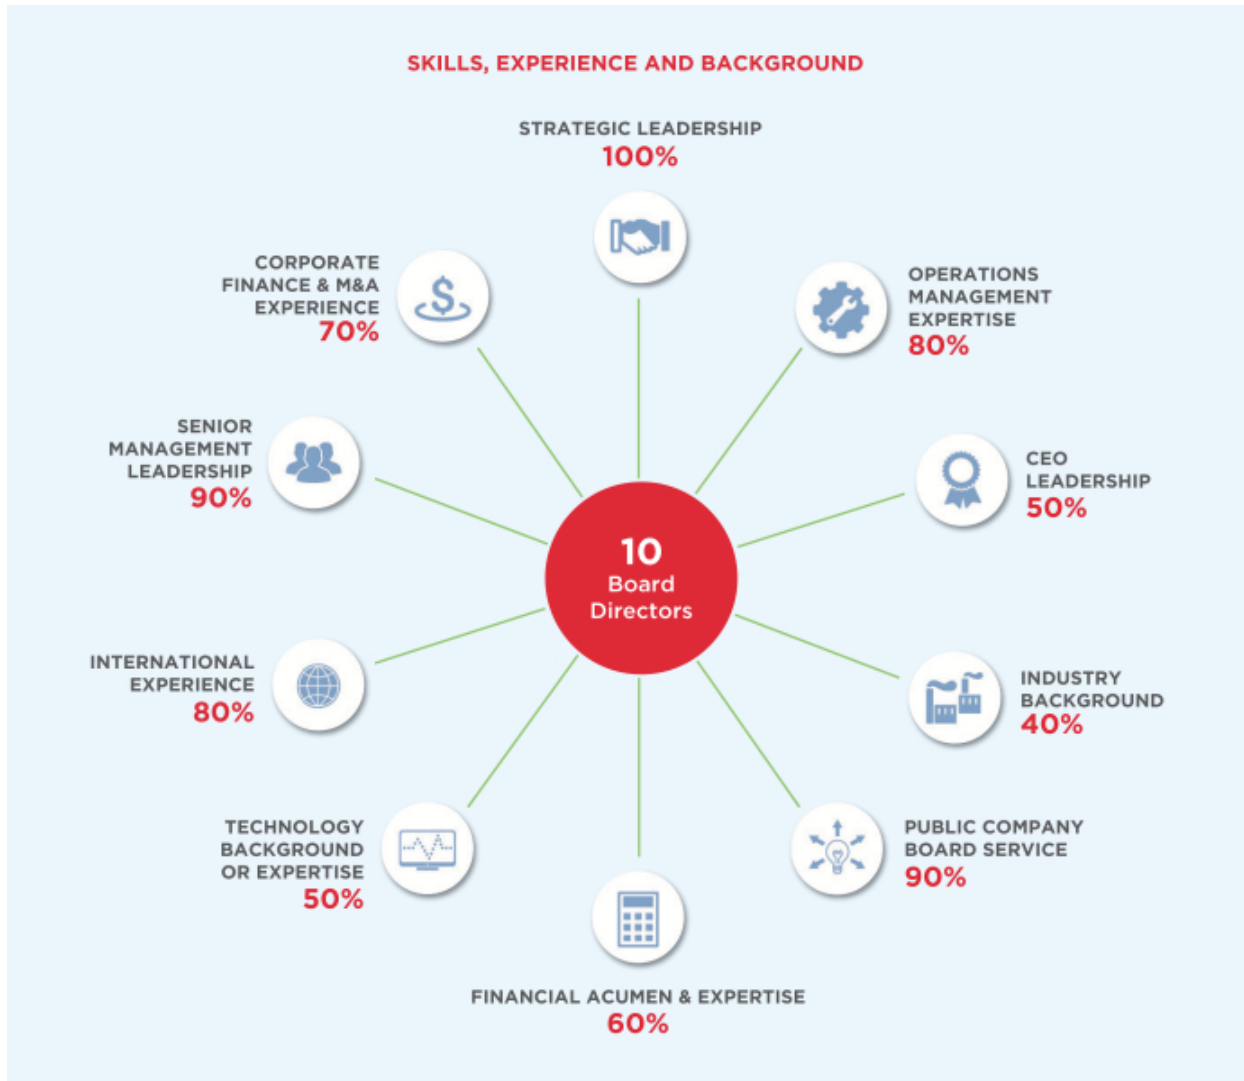 SKILLS, EXPERIENCE AND BACKGROUND
STRATEGIC LEADERSHIP
100%
OPERATIONS
MANAGEMENT
EXPERTISE
80%
CEO
LEADERSHIP
50%
INDUSTRY
BACKGROUND
40%
PUBLIC COMPANY
BOARD SERVICE
90%
FINANCIAL ACUMEN & EXPERTISE
60%
TECHNOLOGY
BACKGROUND
OR EXPERTISE
50%
INTERNATIONAL
EXPERIENCE
80%
SENIOR
MANAGEMENT
LEADERSHIP
90%
CORPORATE
FINANCE & M&A
EXPERIENCE
70%
$
10
Board
Directors